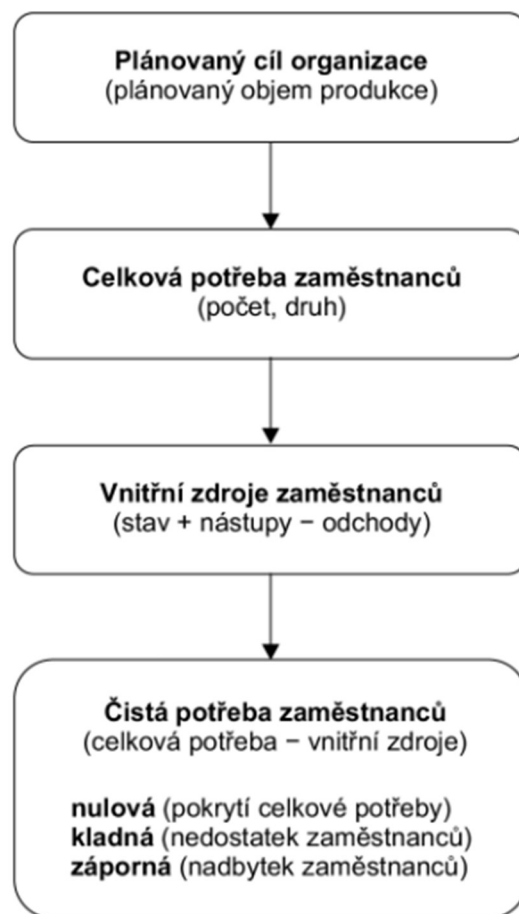 Plánovaný cíl organizace
(plánovaný objem produkce)
Celková potřeba zaměstnanců
(počet, druh)
Vnitřní zdroje zaměstnanců
(stav + nástupy − odchody)
Čistá potřeba zaměstnanců
(celková potřeba − vnitřní zdroje)
nulová (pokrytí celkové potřeby)
kladná (nedostatek zaměstnanců)
záporná (nadbytek zaměstnanců)